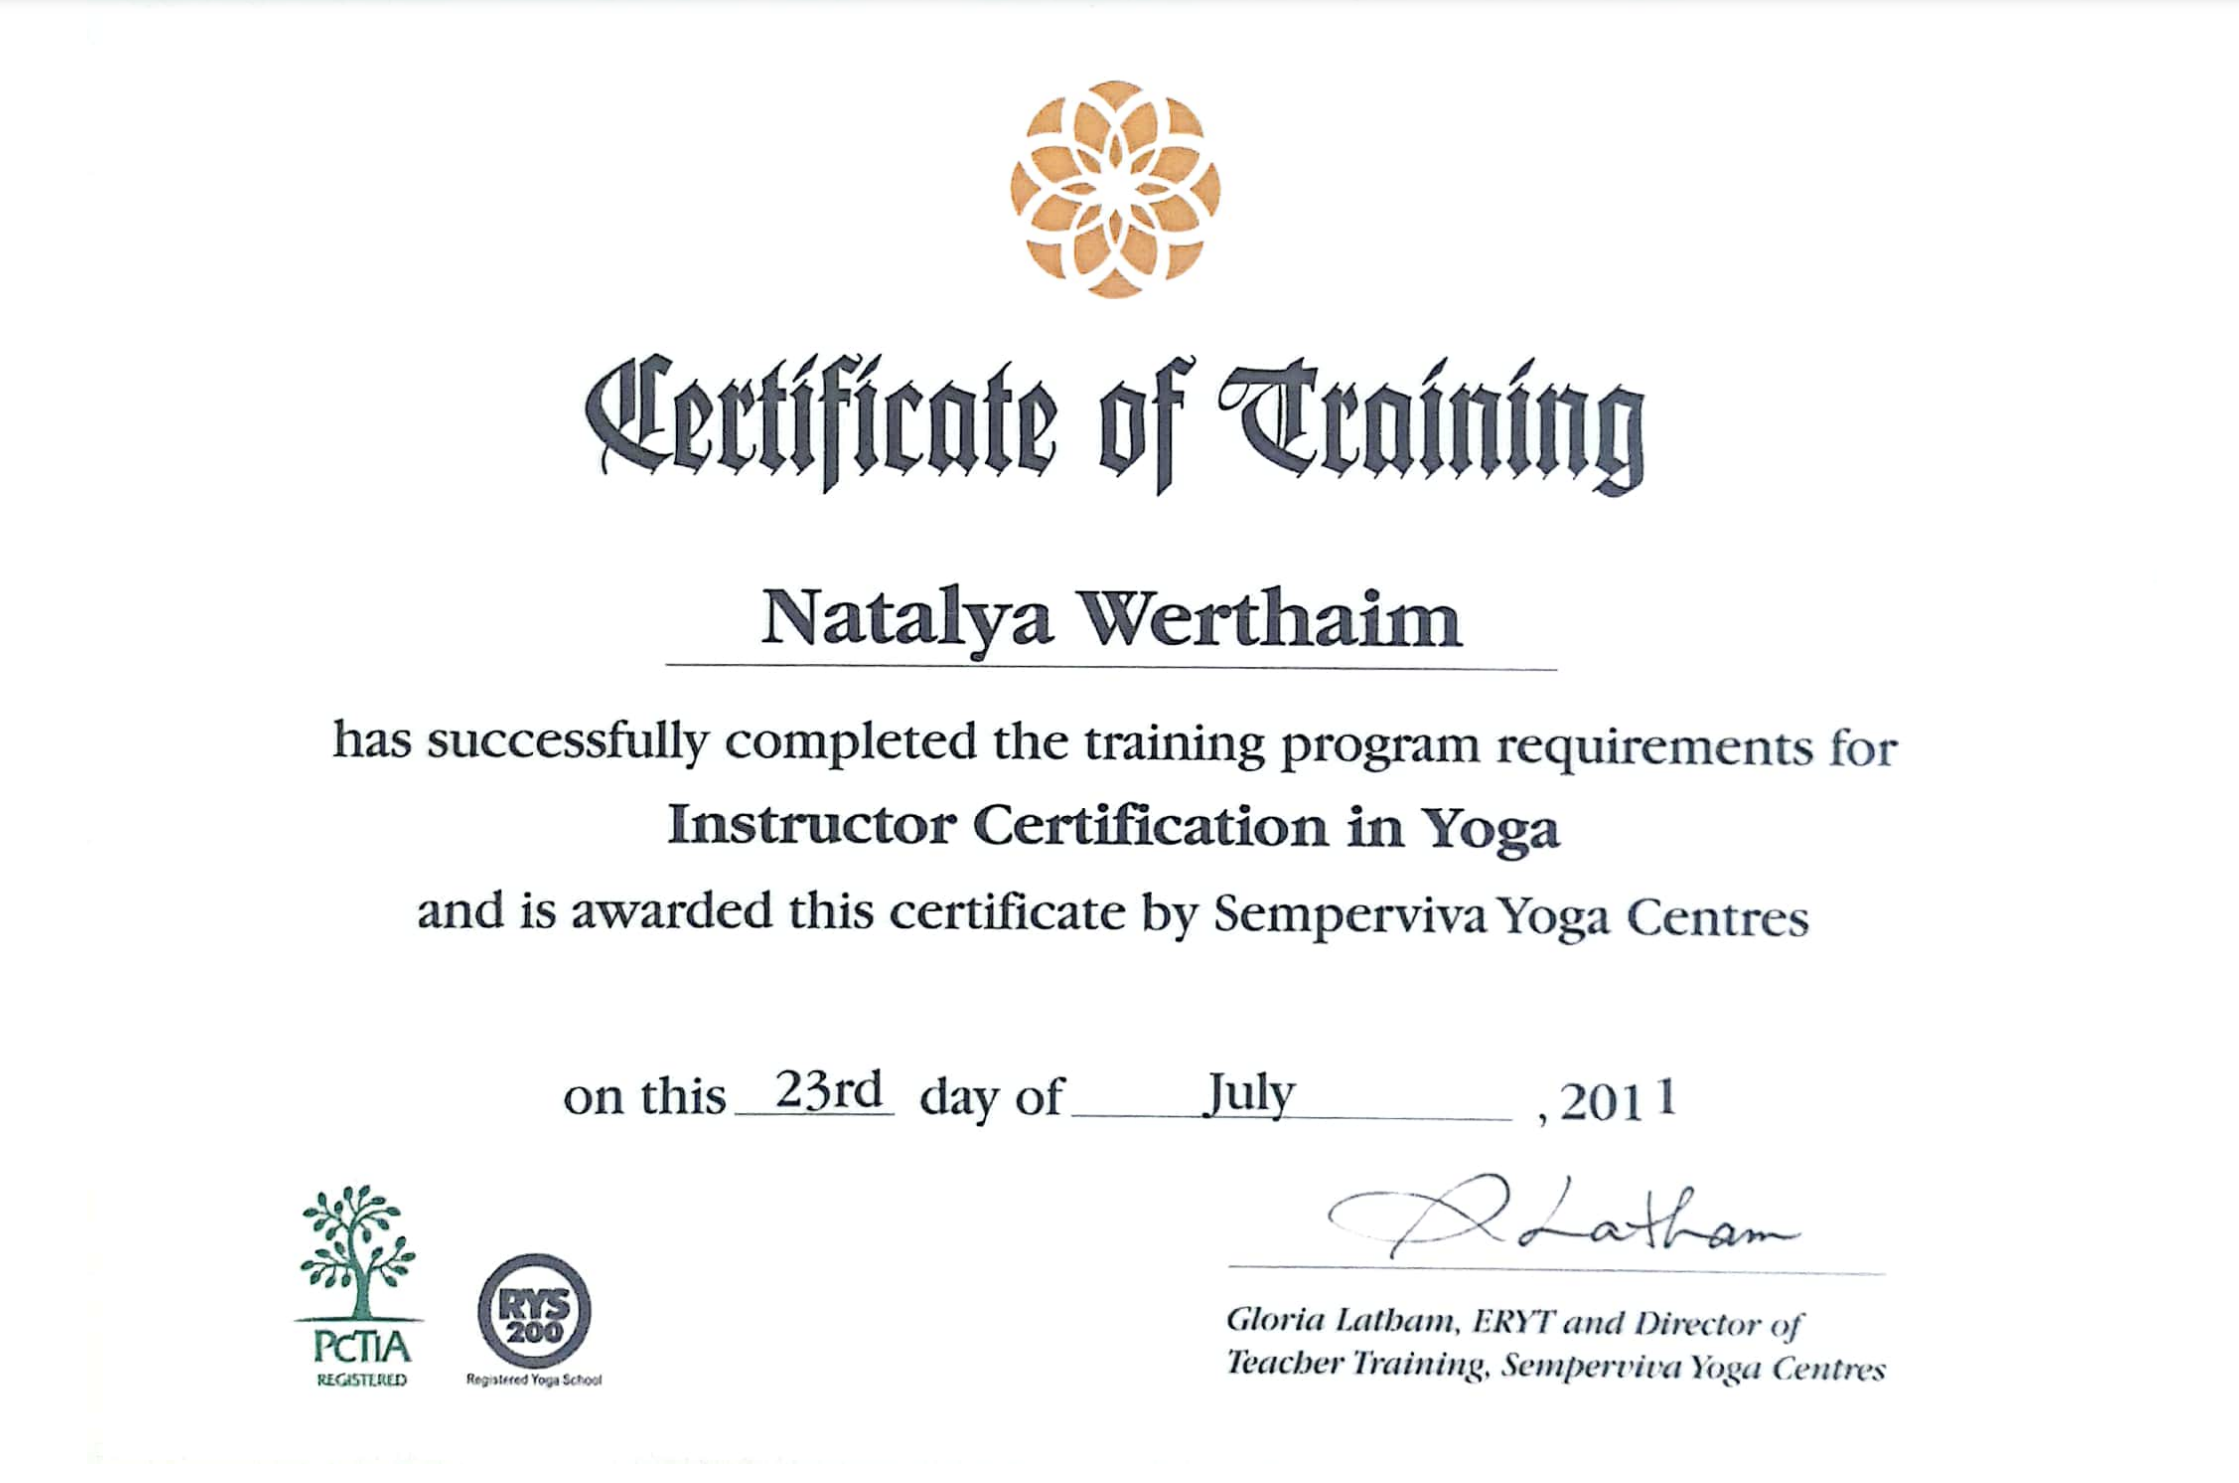 Certificate of Training
Natalya Werthaim
has successfully completed the training program requirements for
Instructor Certification in Yoga
and is awarded this certificate by Semperviva Yoga Centres
on this 23rd day of July , 2011
PCTIA
REGISTERED
RYS
200
Registered Yoga School
Latham
Gloria Latham, ERYT and Director of
Teacher Training, Semperviva Yoga Centres